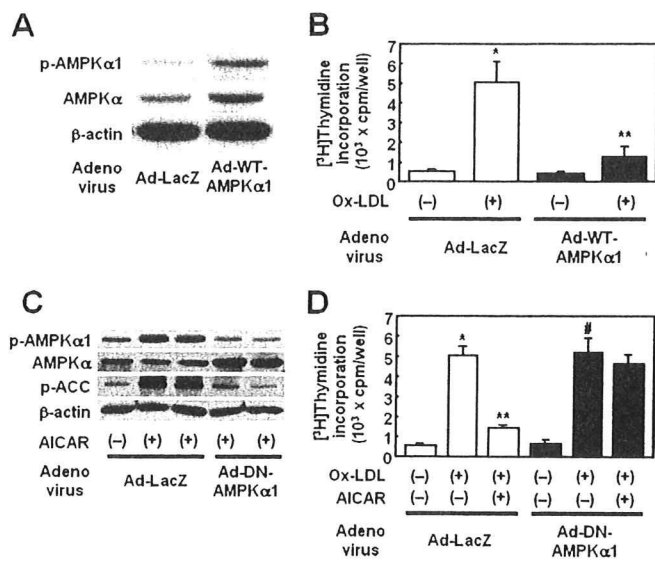 A
p-AMPKα1
AMPKα
β-actin
Adeno virus
Ad-LacZ
Ad-WT-AMPKα1
B
[³H]Thymidine incorporation (10³ x cpm/well)
7
6
5
4
3
2
1
0
*
**
Ox-LDL (–) (+) (–) (+)
Adeno virus
Ad-LacZ
Ad-WT-AMPKα1
C
p-AMPKα1
AMPKα
p-ACC
β-actin
AICAR (–) (+) (+) (+) (+)
Adeno virus
Ad-LacZ
Ad-DN-AMPKα1
D
[³H]Thymidine incorporation (10³ x cpm/well)
7
6
5
4
3
2
1
0
*
**
#
Ox-LDL (–) (+) (+) (–) (+) (+)
AICAR (–) (–) (+) (–) (–) (+)
Adeno virus
Ad-LacZ
Ad-DN-AMPKα1